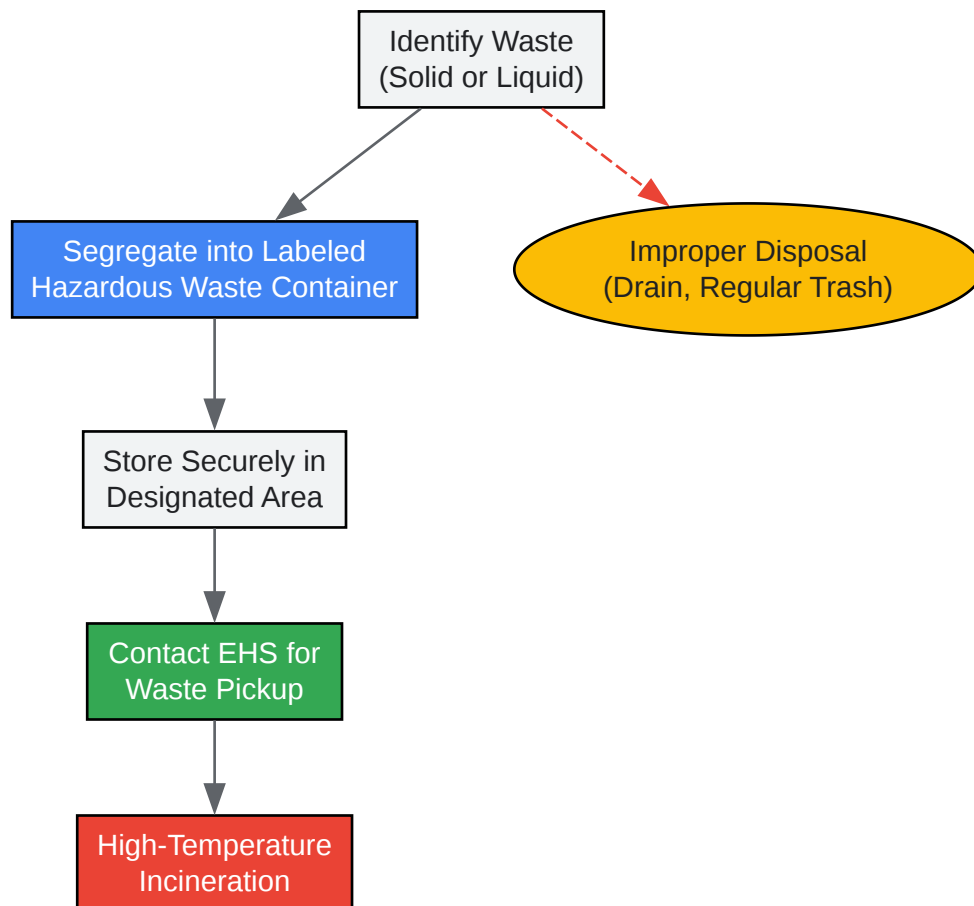 Identify Waste
(Solid or Liquid)
Segregate into Labeled
Hazardous Waste Container
Improper Disposal
(Drain, Regular Trash)
Store Securely in
Designated Area
Contact EHS for
Waste Pickup
High-Temperature
Incineration